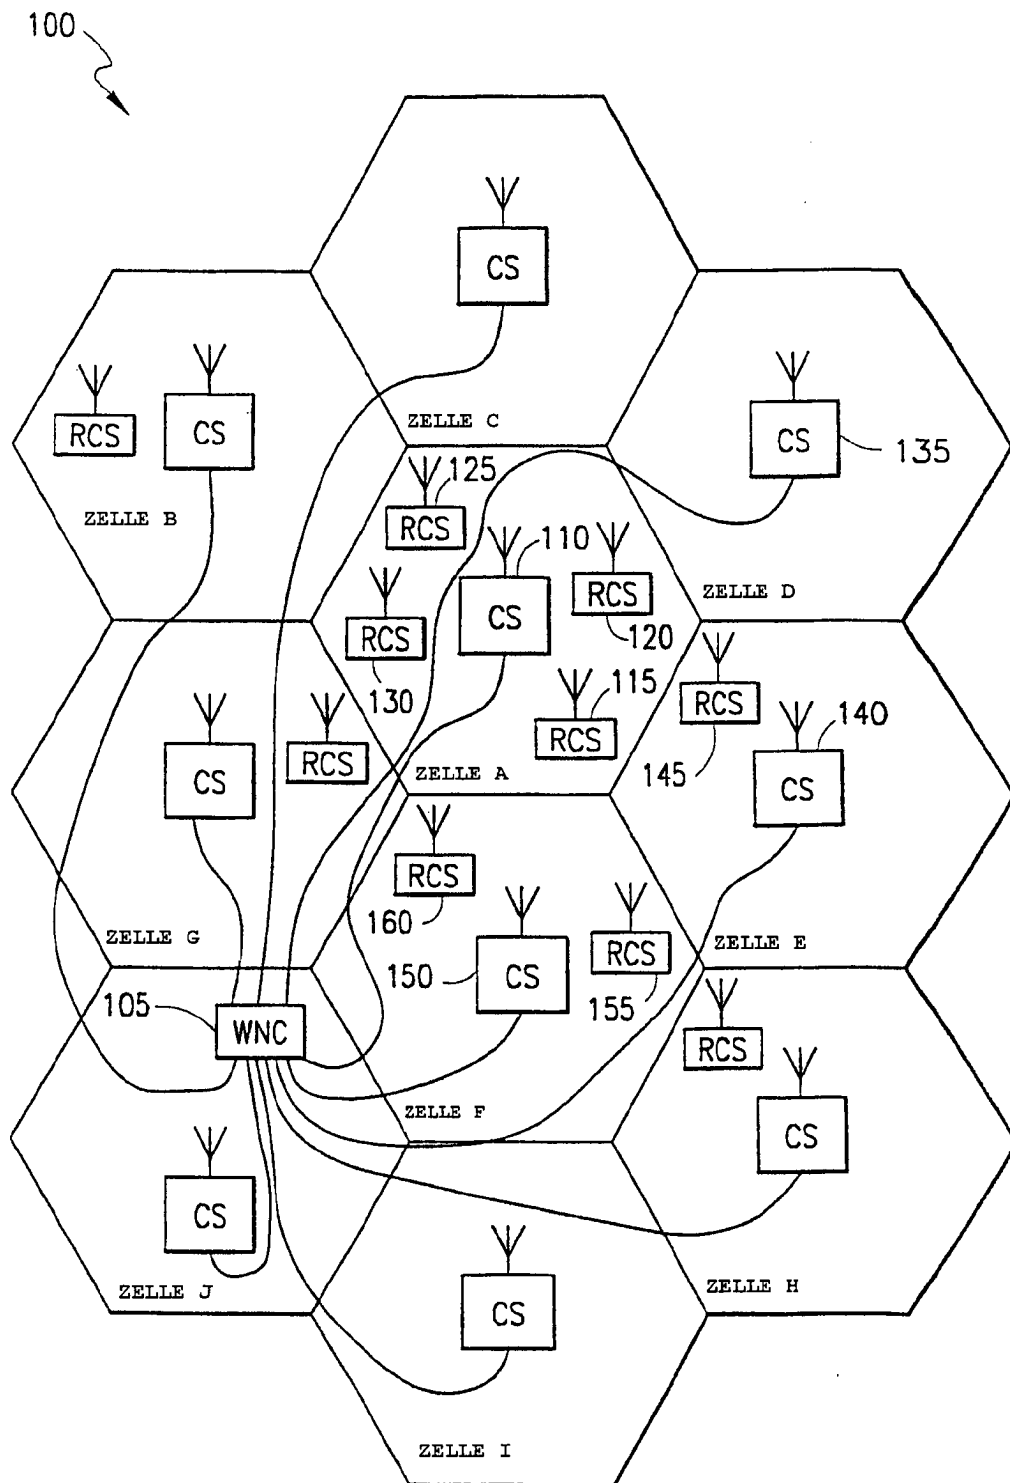 100
CS
CS
RCS
CS
CS
135
ZELLE C
ZELLE B
125
RCS
110
CS
RCS
120
ZELLE D
RCS
130
115
RCS
RCS
145
140
CS
CS
RCS
ZELLE A
RCS
160
ZELLE G
150
CS
RCS
155
ZELLE E
105
WNC
RCS
ZELLE F
CS
CS
ZELLE J
ZELLE H
CS
ZELLE I